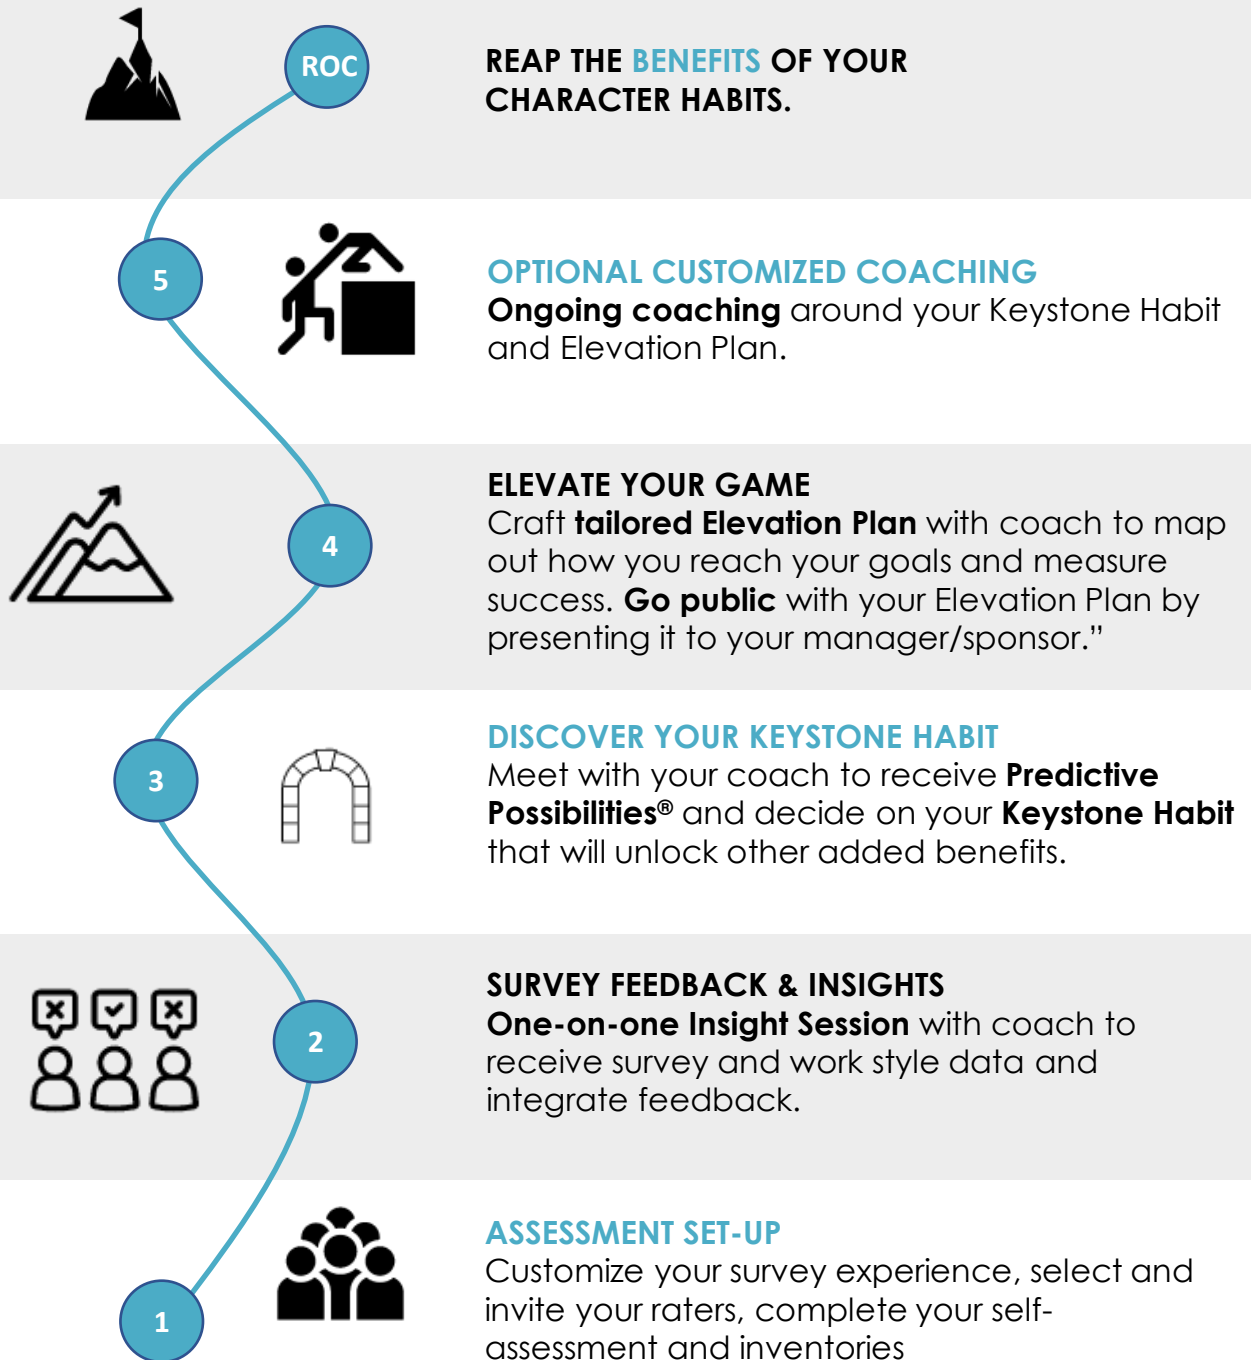 ROC
REAP THE BENEFITS OF YOUR
CHARACTER HABITS.
5
OPTIONAL CUSTOMIZED COACHING
Ongoing coaching around your Keystone Habit
and Elevation Plan.
4
ELEVATE YOUR GAME
Craft tailored Elevation Plan with coach to map
out how you reach your goals and measure
success. Go public with your Elevation Plan by
presenting it to your manager/sponsor.”
3
DISCOVER YOUR KEYSTONE HABIT
Meet with your coach to receive Predictive
Possibilities® and decide on your Keystone Habit
that will unlock other added benefits.
2
SURVEY FEEDBACK & INSIGHTS
One-on-one Insight Session with coach to
receive survey and work style data and
integrate feedback.
1
ASSESSMENT SET-UP
Customize your survey experience, select and
invite your raters, complete your self-
assessment and inventories